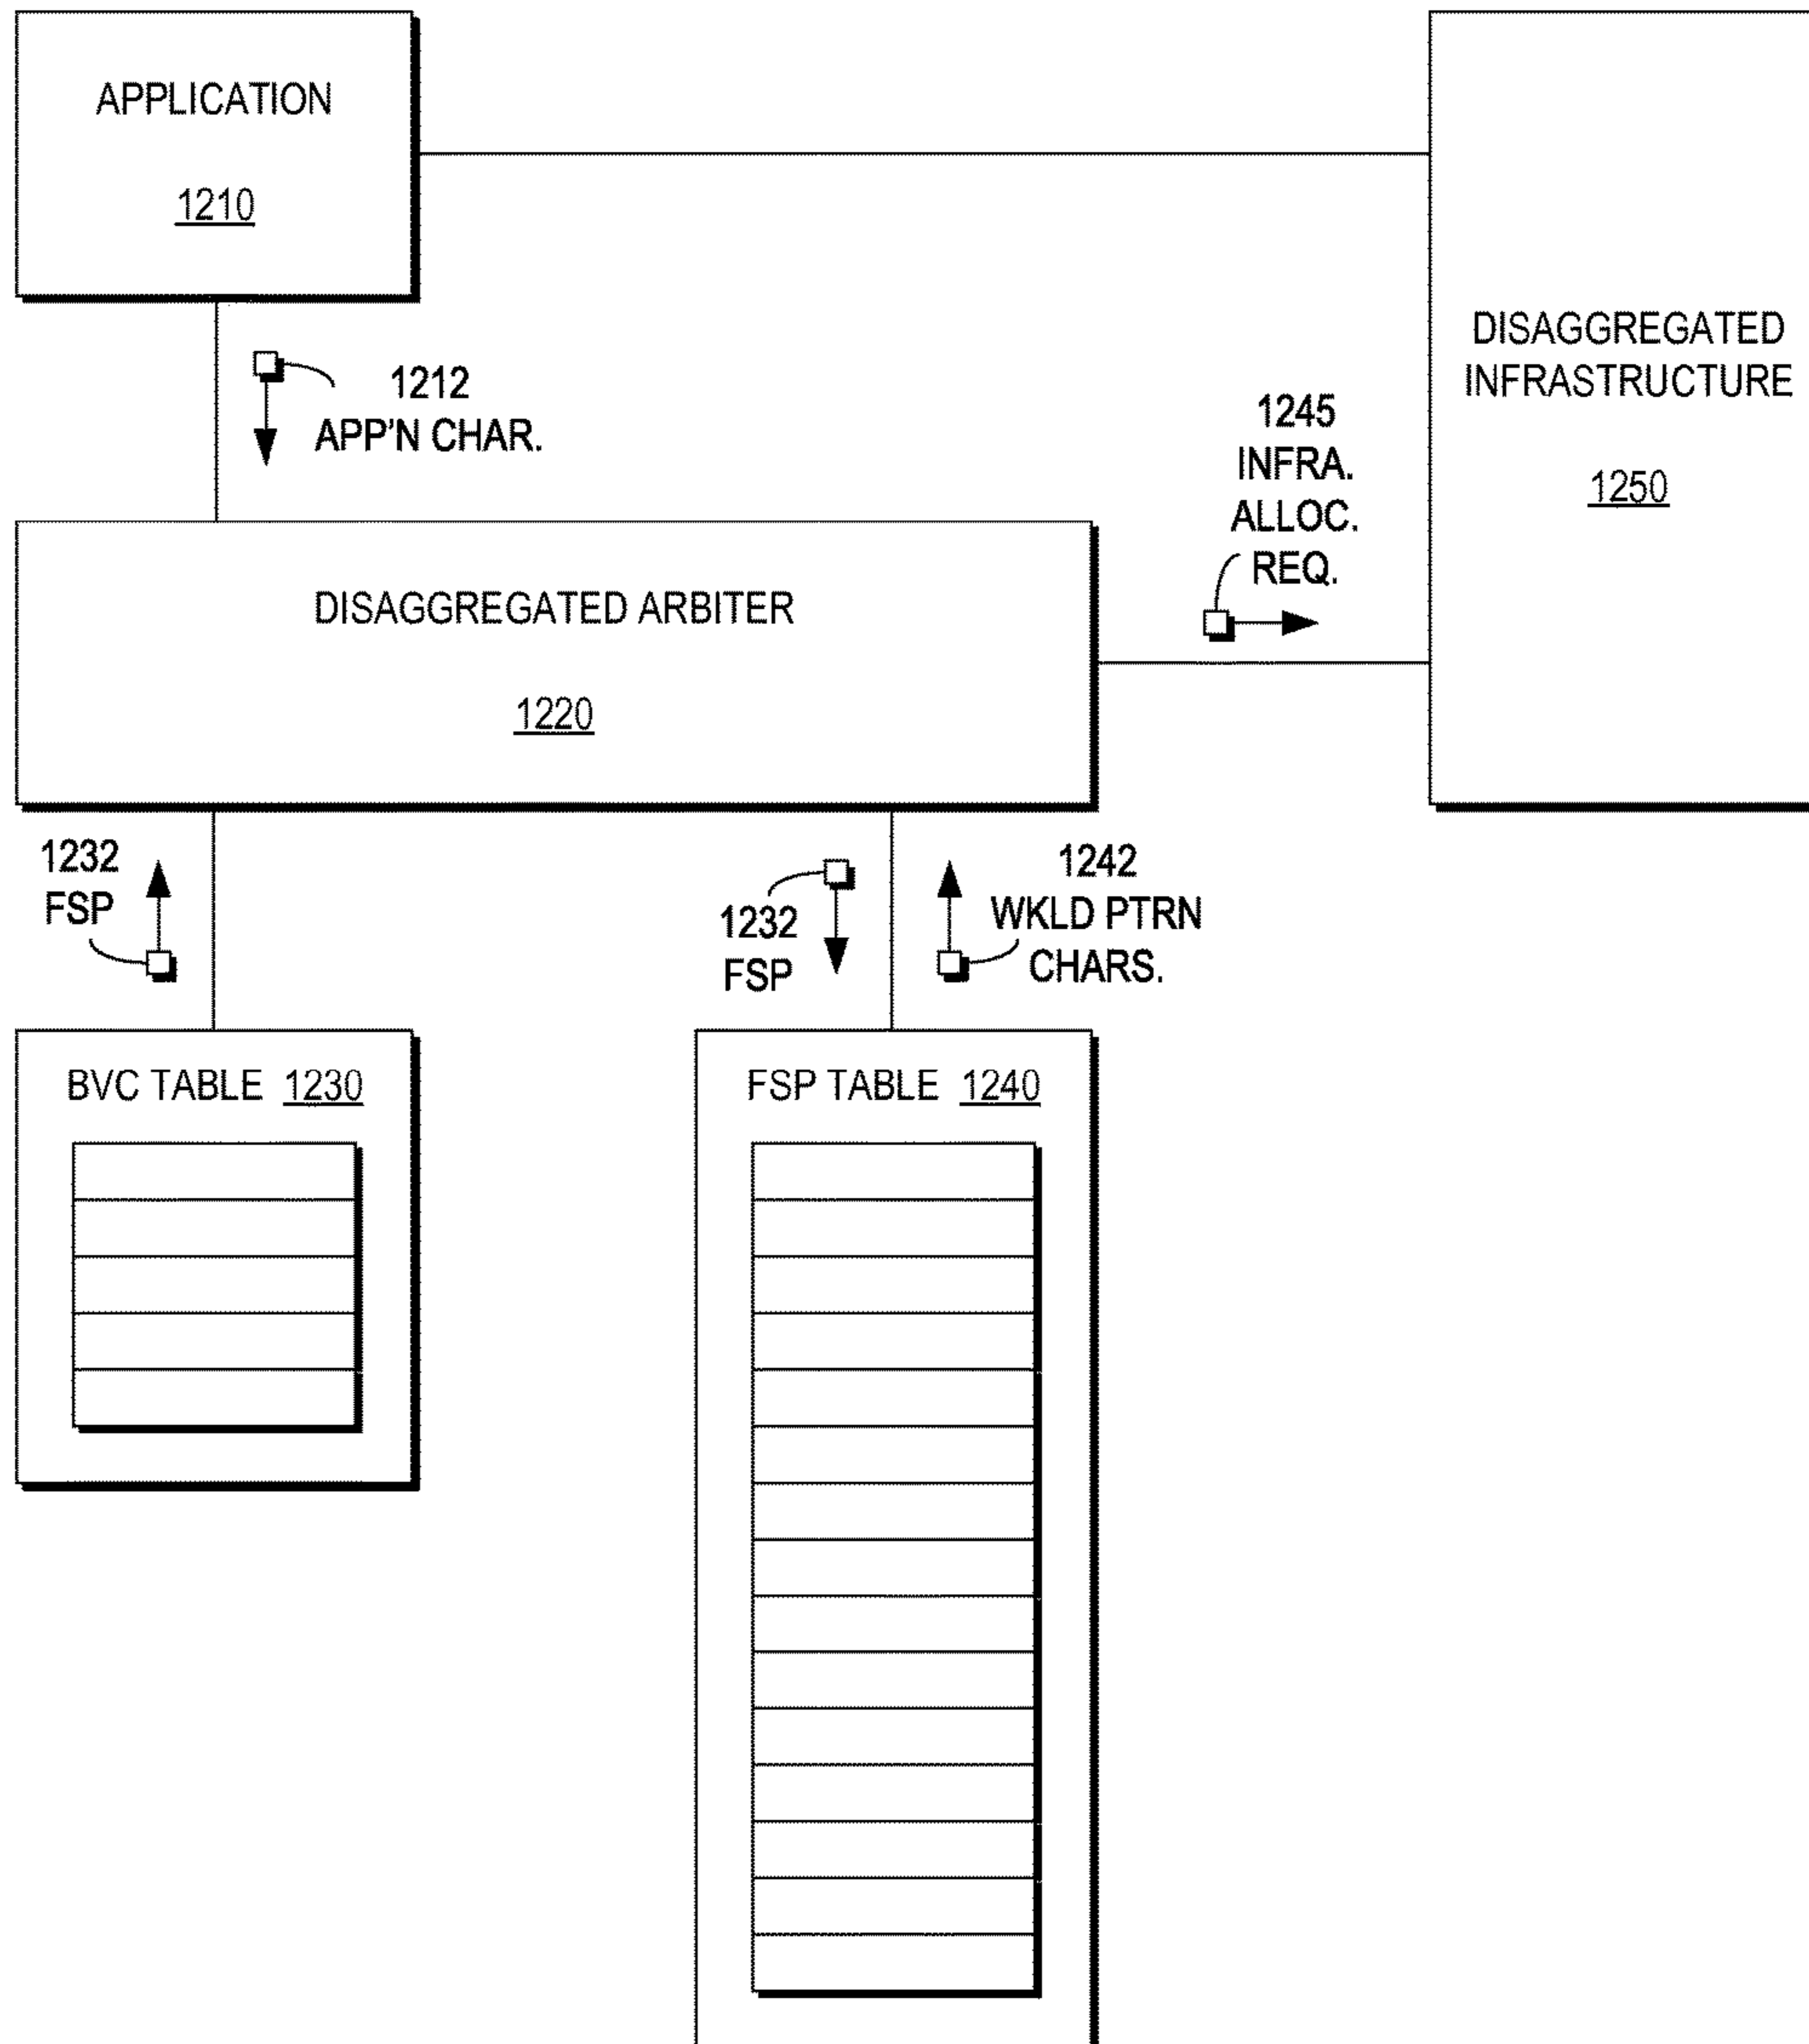 APPLICATION
1210
DISAGGREGATED
INFRASTRUCTURE
1250
1212
APP'N CHAR.
1245
INFRA.
ALLOC.
REQ.
DISAGGREGATED ARBITER
1220
1232
FSP
1232
FSP
1242
WKLD PTRN
CHARS.
BVC TABLE 1230
FSP TABLE 1240